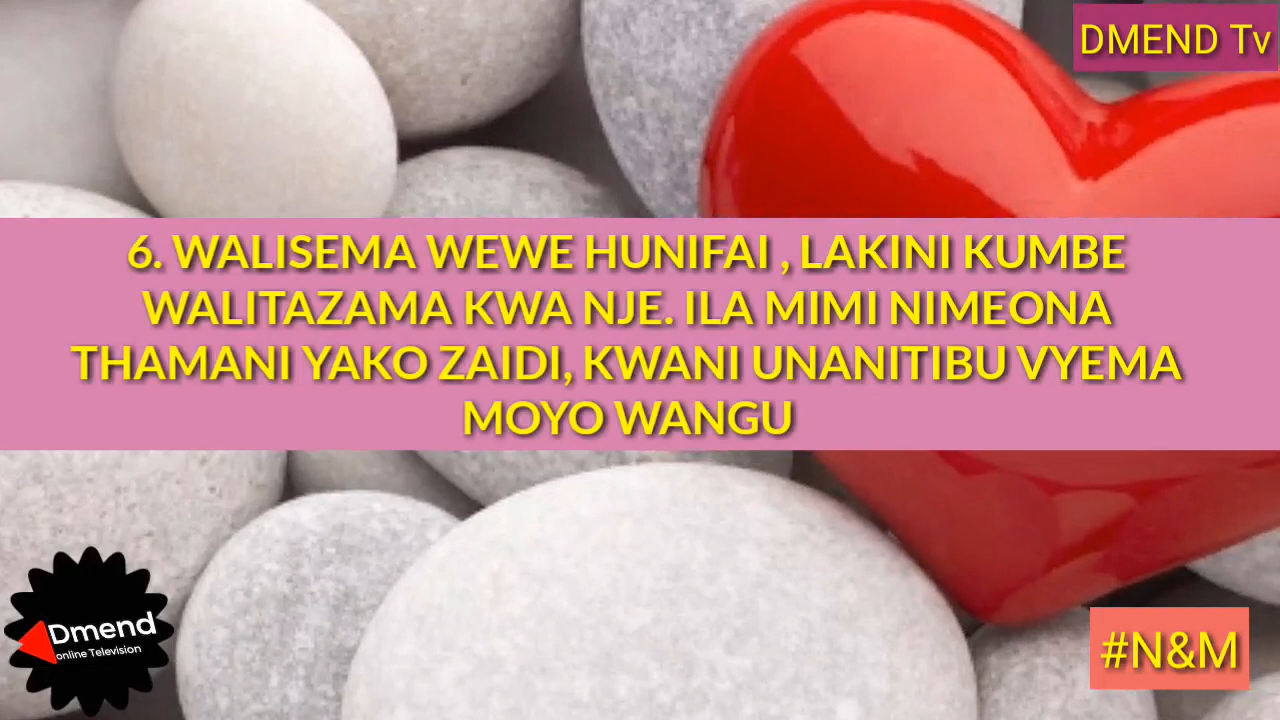 DMEND Tv
6. WALISEMA WEWE HUNIFAI , LAKINI KUMBE
WALITAZAMA KWA NJE. ILA MIMI NIMEONA
THAMANI YAKO ZAIDI, KWANI UNANITIBU VYEMA
MOYO WANGU
Dmend
online Television
#N&M